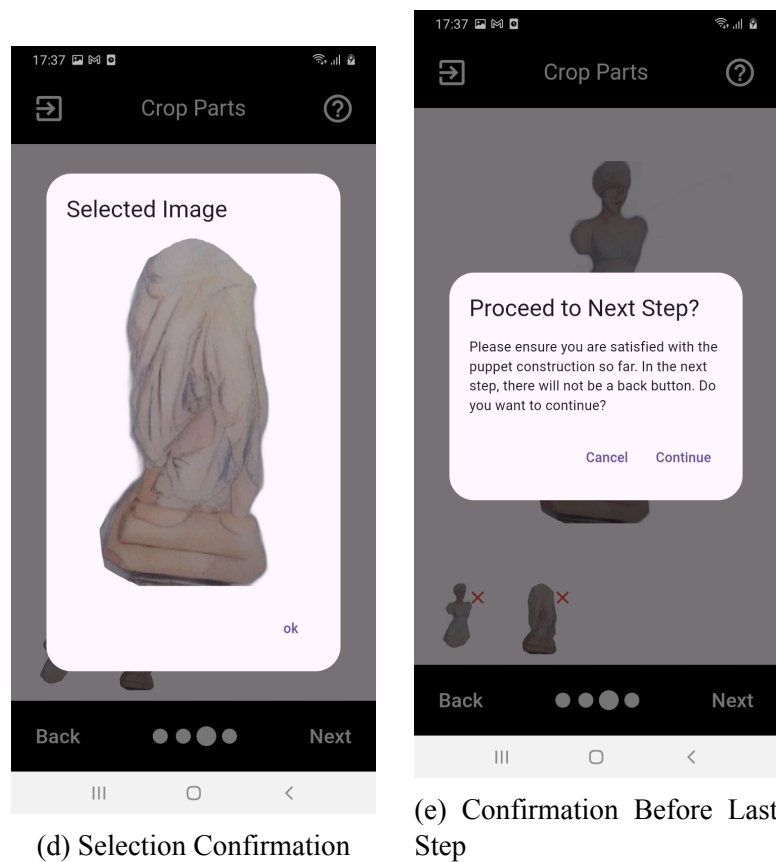 17:37
Crop Parts
Selected Image
ok
Back
Next
(d) Selection Confirmation
17:37
Crop Parts
Proceed to Next Step?
Please ensure you are satisfied with the
puppet construction so far. In the next
step, there will not be a back button. Do
you want to continue?
Cancel Continue
Back
Next
(e) Confirmation Before Last
Step